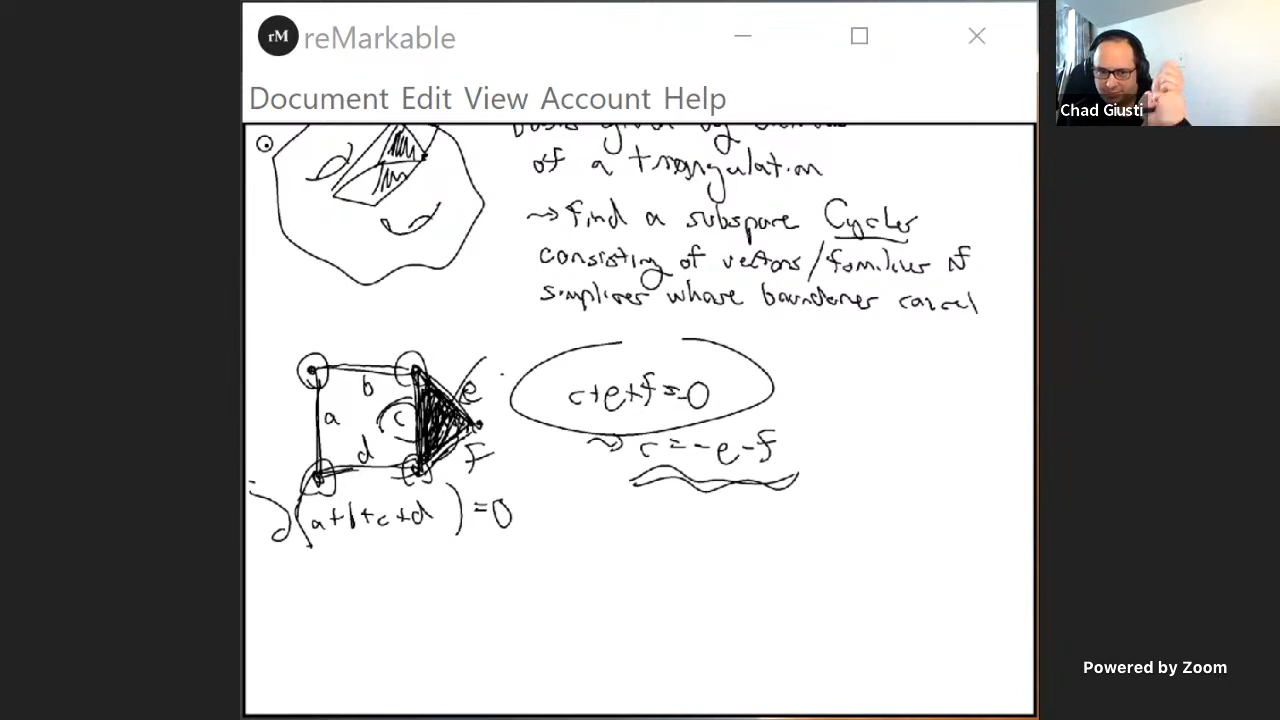 rM reMarkable
Document Edit View Account Help
of a triangulation
⇝ Find a subspace Cycles
consisting of vectors/families of
simplices whose boundaries cancel
b
e
a
c
d
f
c+e+f=0
⇝ c=-e-f
∂(a+b+c+d)=0
Chad Giusti
Powered by Zoom